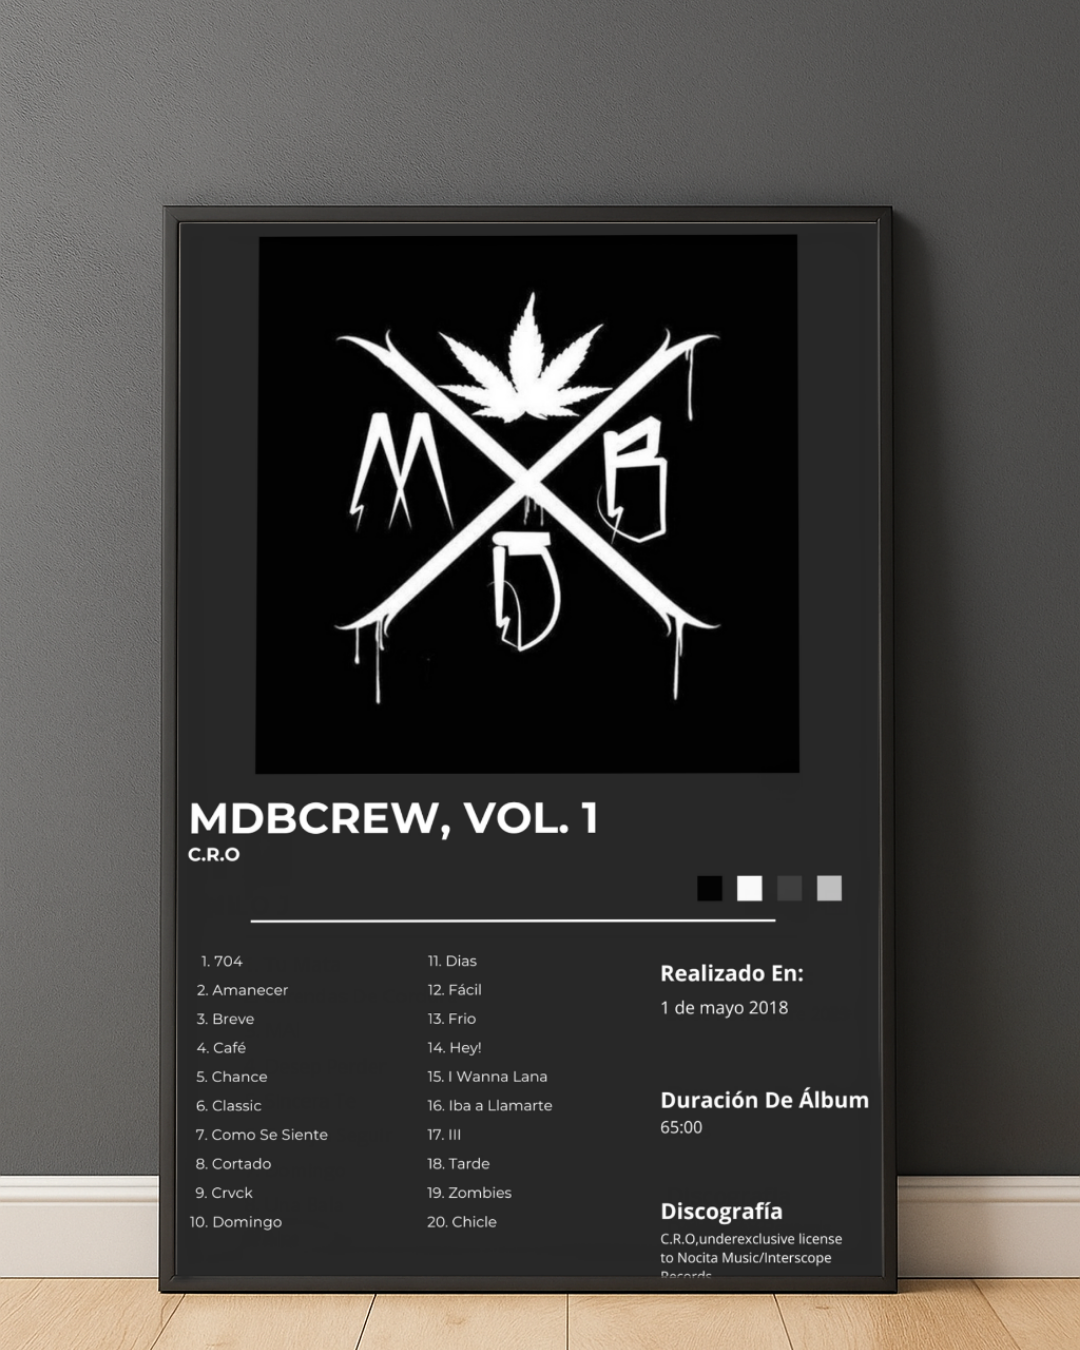 M B
D
MDBCREW, VOL. 1
C.R.O
1. 704
2. Amanecer
3. Breve
4. Café
5. Chance
6. Classic
7. Como Se Siente
8. Cortado
9. Crvck
10. Domingo
11. Dias
12. Fácil
13. Frio
14. Hey!
15. I Wanna Lana
16. Iba a Llamarte
17. III
18. Tarde
19. Zombies
20. Chicle
Realizado En:
1 de mayo 2018
Duración De Álbum
65:00
Discografía
C.R.O,underexclusive license
to Nocita Music/Interscope
Records